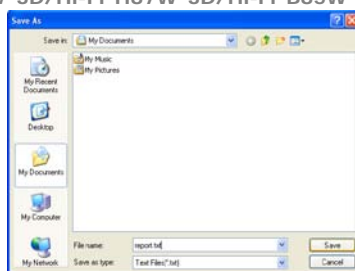 Save As
Save in:
My Documents
My Music
My Pictures
My Recent
Documents
Desktop
My Documents
My Computer
My Network
File name:
report.txt
Save
Save as type:
Text Files(*.txt)
Cancel